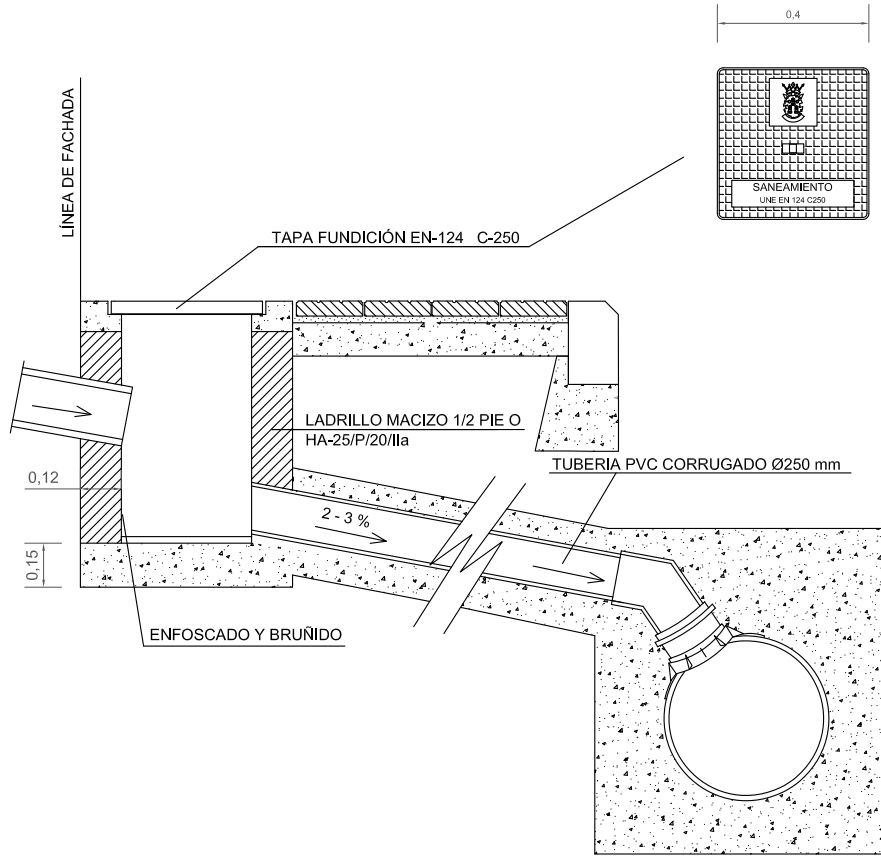 0,4
LÍNEA DE FACHADA
SANEAMIENTO
UNE EN 124 C250
TAPA FUNDICIÓN EN-124 C-250
LADRILLO MACIZO 1/2 PIE O
HA-25/P/20/IIa
TUBERIA PVC CORRUGADO Ø250 mm
0,12
2 - 3 %
0,15
ENFOSCADO Y BRUÑIDO